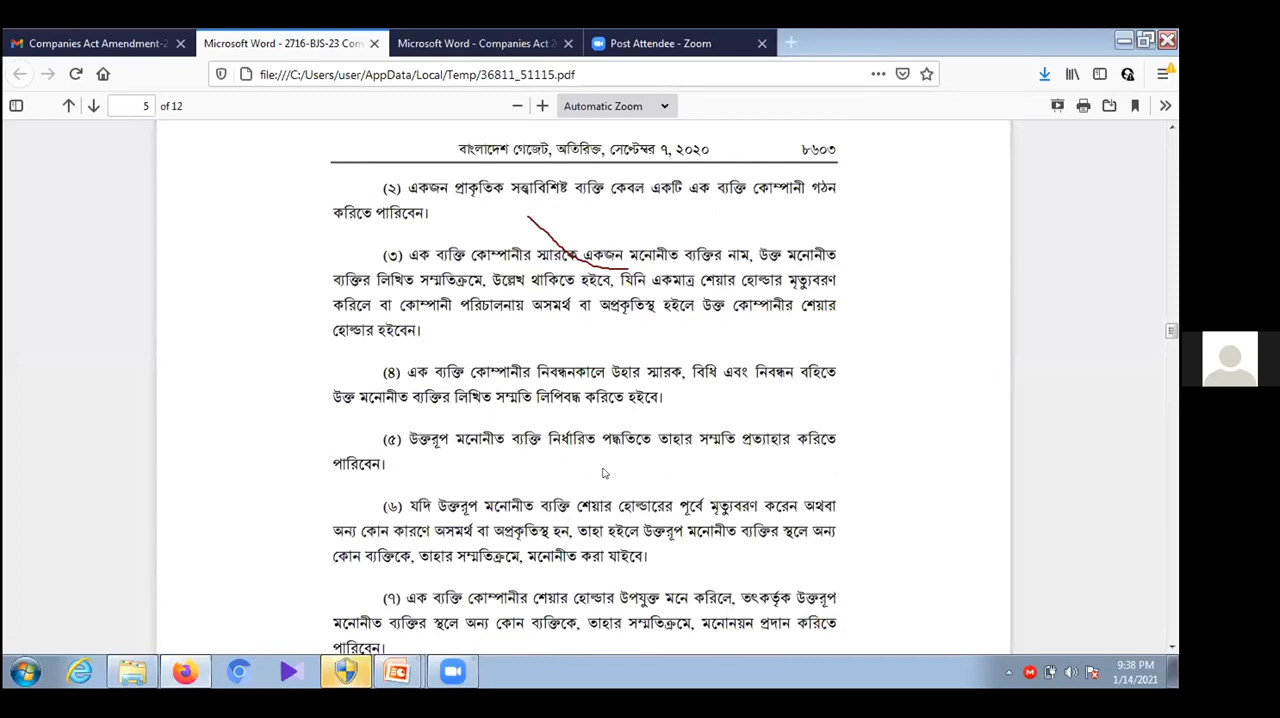 Companies Act Amendment-2
Microsoft Word - 2716-BJS-23 Com
Microsoft Word - Companies Act 2
Post Attendee - Zoom
file:///C:/Users/user/AppData/Local/Temp/36811_51115.pdf
5 of 12
Automatic Zoom
বাংলাদেশ গেজেট, অতিরিক্ত, সেপ্টেম্বর ৭, ২০২০ ৮৬০৩
(২) একজন প্রাকৃতিক সত্ত্বাবিশিষ্ট ব্যক্তি কেবল একটি এক ব্যক্তি কোম্পানী গঠন
করিতে পারিবেন।
(৩) এক ব্যক্তি কোম্পানীর স্মারকে একজন মনোনীত ব্যক্তির নাম, উক্ত মনোনীত
ব্যক্তির লিখিত সম্মতিক্রমে, উল্লেখ থাকিতে হইবে, যিনি একমাত্র শেয়ার হোল্ডার মৃত্যুবরণ
করিলে বা কোম্পানী পরিচালনায় অসমর্থ বা অপ্রকৃতিস্থ হইলে উক্ত কোম্পানীর শেয়ার
হোল্ডার হইবেন।
(৪) এক ব্যক্তি কোম্পানীর নিবন্ধনকালে উহার স্মারক, বিধি এবং নিবন্ধন বহিতে
উক্ত মনোনীত ব্যক্তির লিখিত সম্মতি লিপিবদ্ধ করিতে হইবে।
(৫) উক্তরূপ মনোনীত ব্যক্তি নির্ধারিত পদ্ধতিতে তাহার সম্মতি প্রত্যাহার করিতে
পারিবেন।
(৬) যদি উক্তরূপ মনোনীত ব্যক্তি শেয়ার হোল্ডারের পূর্বে মৃত্যুবরণ করেন অথবা
অন্য কোন কারণে অসমর্থ বা অপ্রকৃতিস্থ হন, তাহা হইলে উক্তরূপ মনোনীত ব্যক্তির স্থলে অন্য
কোন ব্যক্তিকে, তাহার সম্মতিক্রমে, মনোনীত করা যাইবে।
(৭) এক ব্যক্তি কোম্পানীর শেয়ার হোল্ডার উপযুক্ত মনে করিলে, তৎকর্তৃক উক্তরূপ
মনোনীত ব্যক্তির স্থলে অন্য কোন ব্যক্তিকে, তাহার সম্মতিক্রমে, মনোনয়ন প্রদান করিতে
পারিবেন।
9:38 PM
1/14/2021